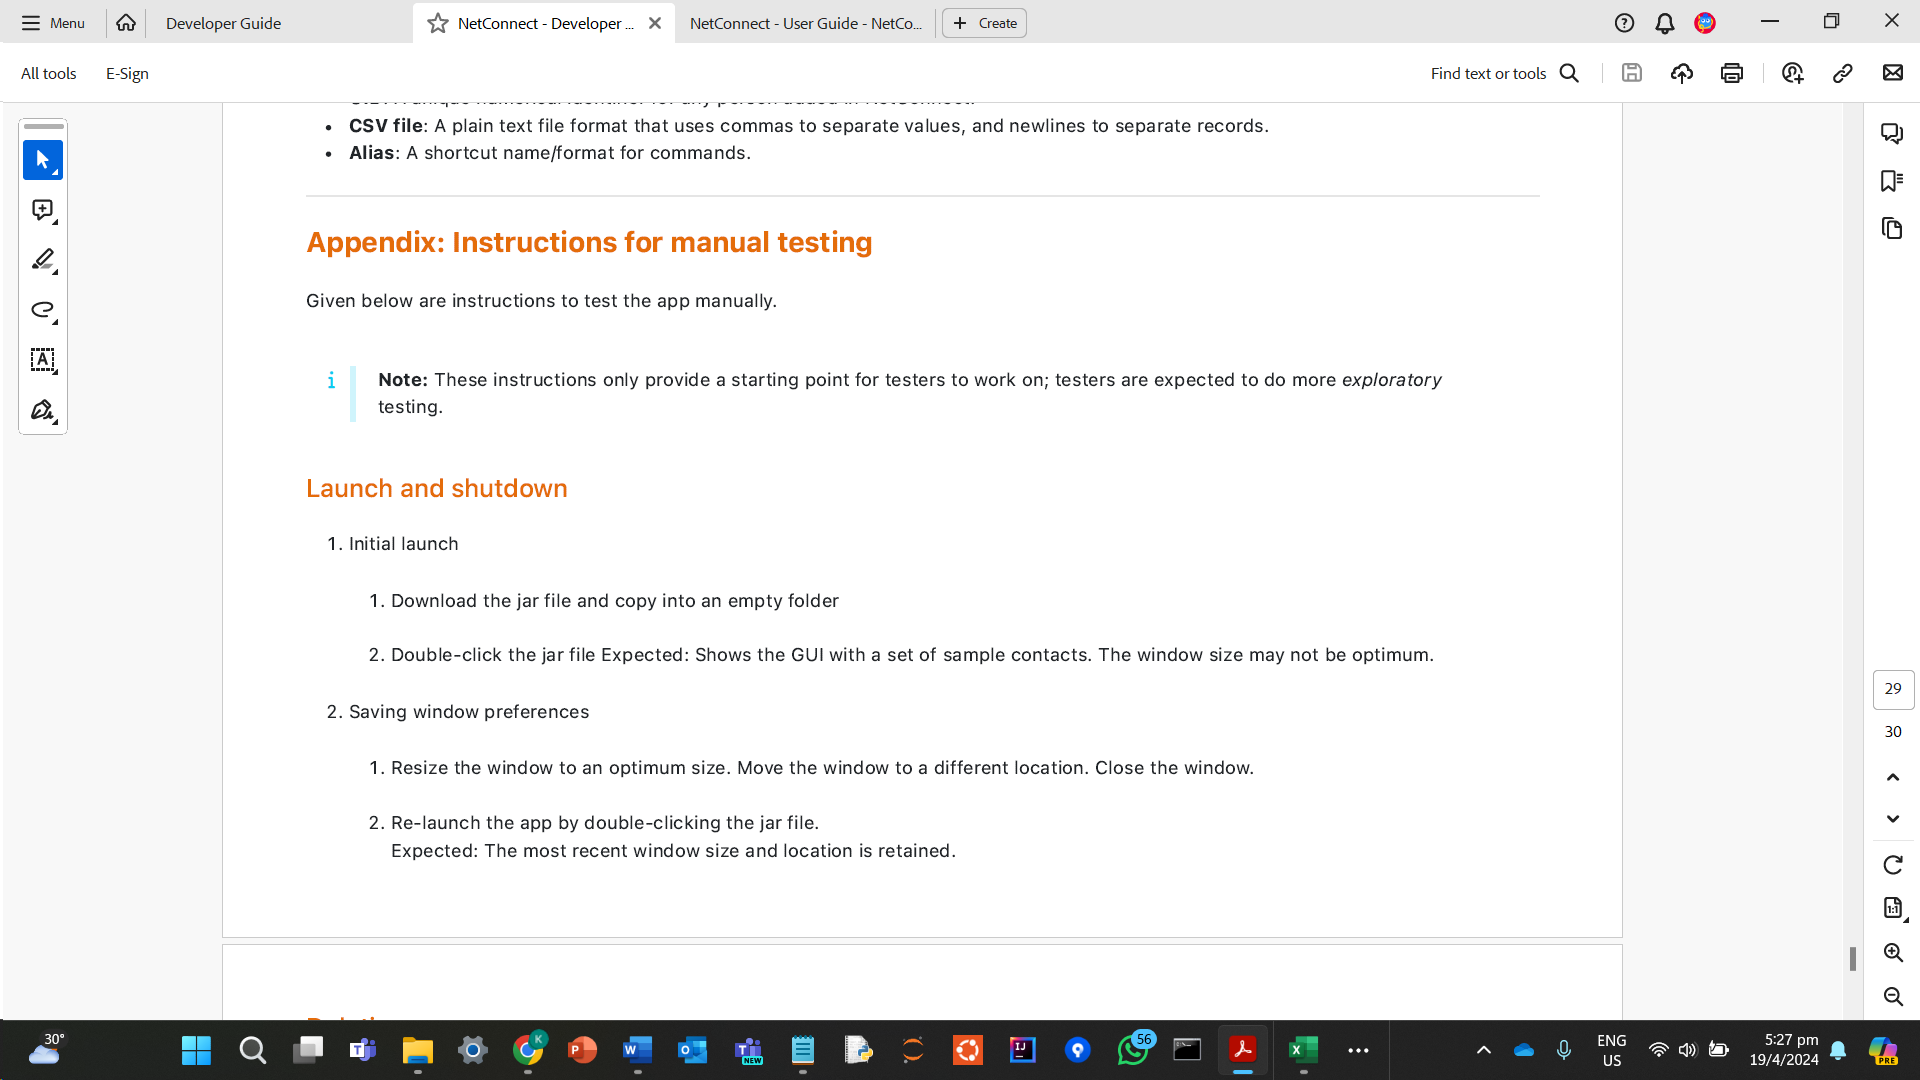 Menu
Developer Guide
NetConnect - Developer ...
NetConnect - User Guide - NetCo...
Create
All tools
E-Sign
Find text or tools
• CSV file: A plain text file format that uses commas to separate values, and newlines to separate records.
• Alias: A shortcut name/format for commands.
Appendix: Instructions for manual testing
Given below are instructions to test the app manually.
Note: These instructions only provide a starting point for testers to work on; testers are expected to do more exploratory
testing.
Launch and shutdown
1. Initial launch
1. Download the jar file and copy into an empty folder
2. Double-click the jar file Expected: Shows the GUI with a set of sample contacts. The window size may not be optimum.
2. Saving window preferences
1. Resize the window to an optimum size. Move the window to a different location. Close the window.
2. Re-launch the app by double-clicking the jar file.
Expected: The most recent window size and location is retained.
29
30
30°
56
ENG
US
5:27 pm
19/4/2024